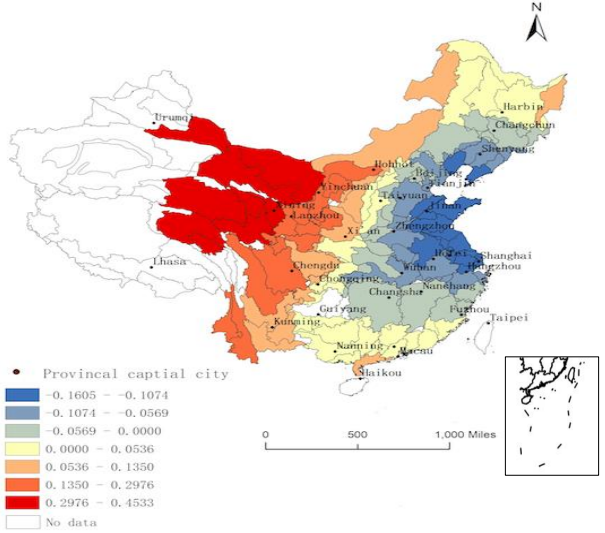 N
Harbin
Changchun
Urumqi
Shenyang
Hohhot
Beijing
Tianjin
Yinchuan
Taiyuan
Xining
Jinan
Lanzhou
Zhengzhou
Xi'an
Hefei
Shanghai
Lhasa
Chengdu
Wuhan
Hangzhou
Chongqing
Nanchang
Changsha
Guiyang
Fuzhou
Kunming
Taipei
Nanning
Macau
Haikou
Provincal captial city
-0.1605 - -0.1074
-0.1074 - -0.0569
-0.0569 - 0.0000
0.0000 - 0.0536
0.0536 - 0.1350
0.1350 - 0.2976
0.2976 - 0.4533
No data
0 500 1,000 Miles